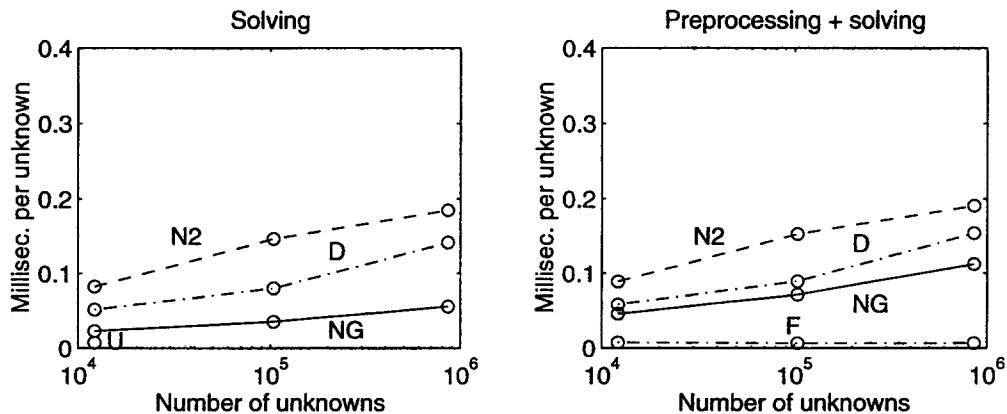 Solving
Millisec. per unknown
0.4
0.3
0.2
0.1
0
N2
D
NG
U
10^4
10^5
10^6
Number of unknowns
Preprocessing + solving
Millisec. per unknown
0.4
0.3
0.2
0.1
0
N2
D
NG
F
10^4
10^5
10^6
Number of unknowns